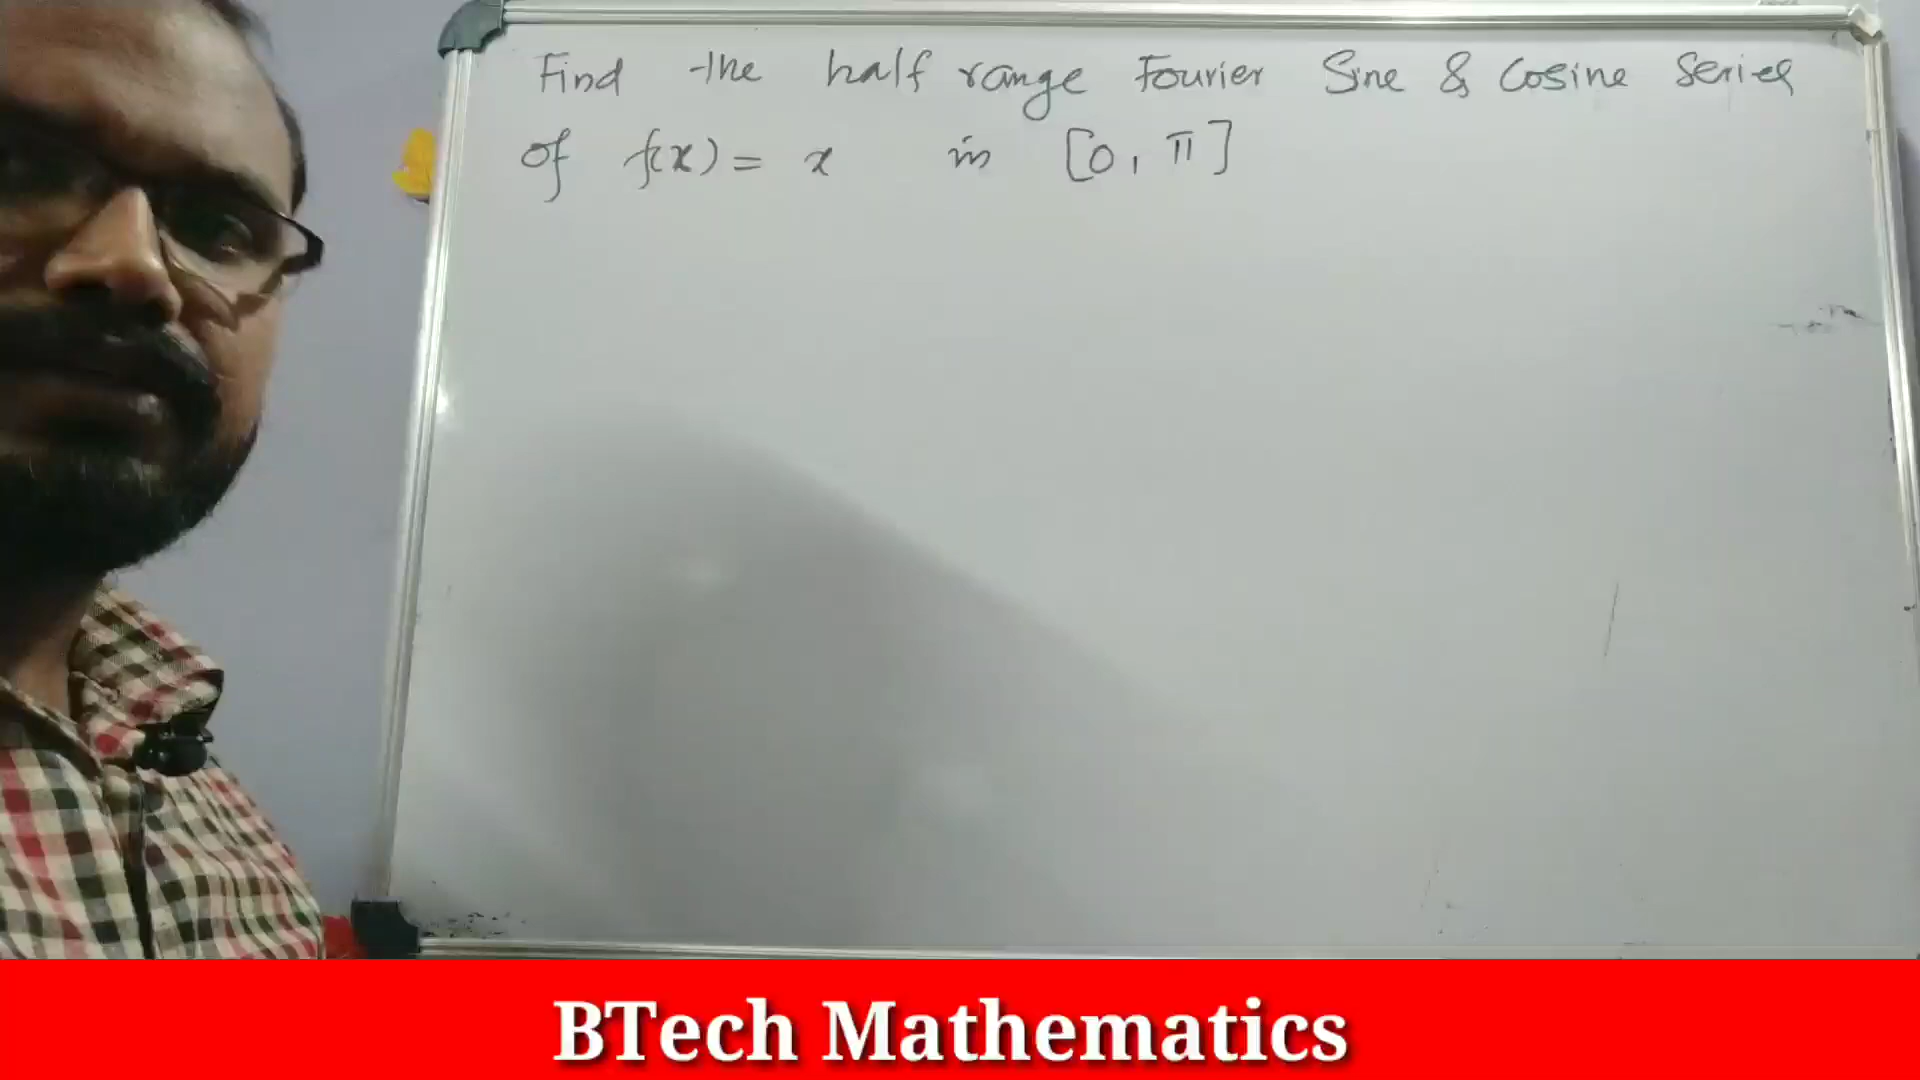 Find the half range Fourier Sine & Cosine Series
of f(x) = x in [0, π]
BTech Mathematics